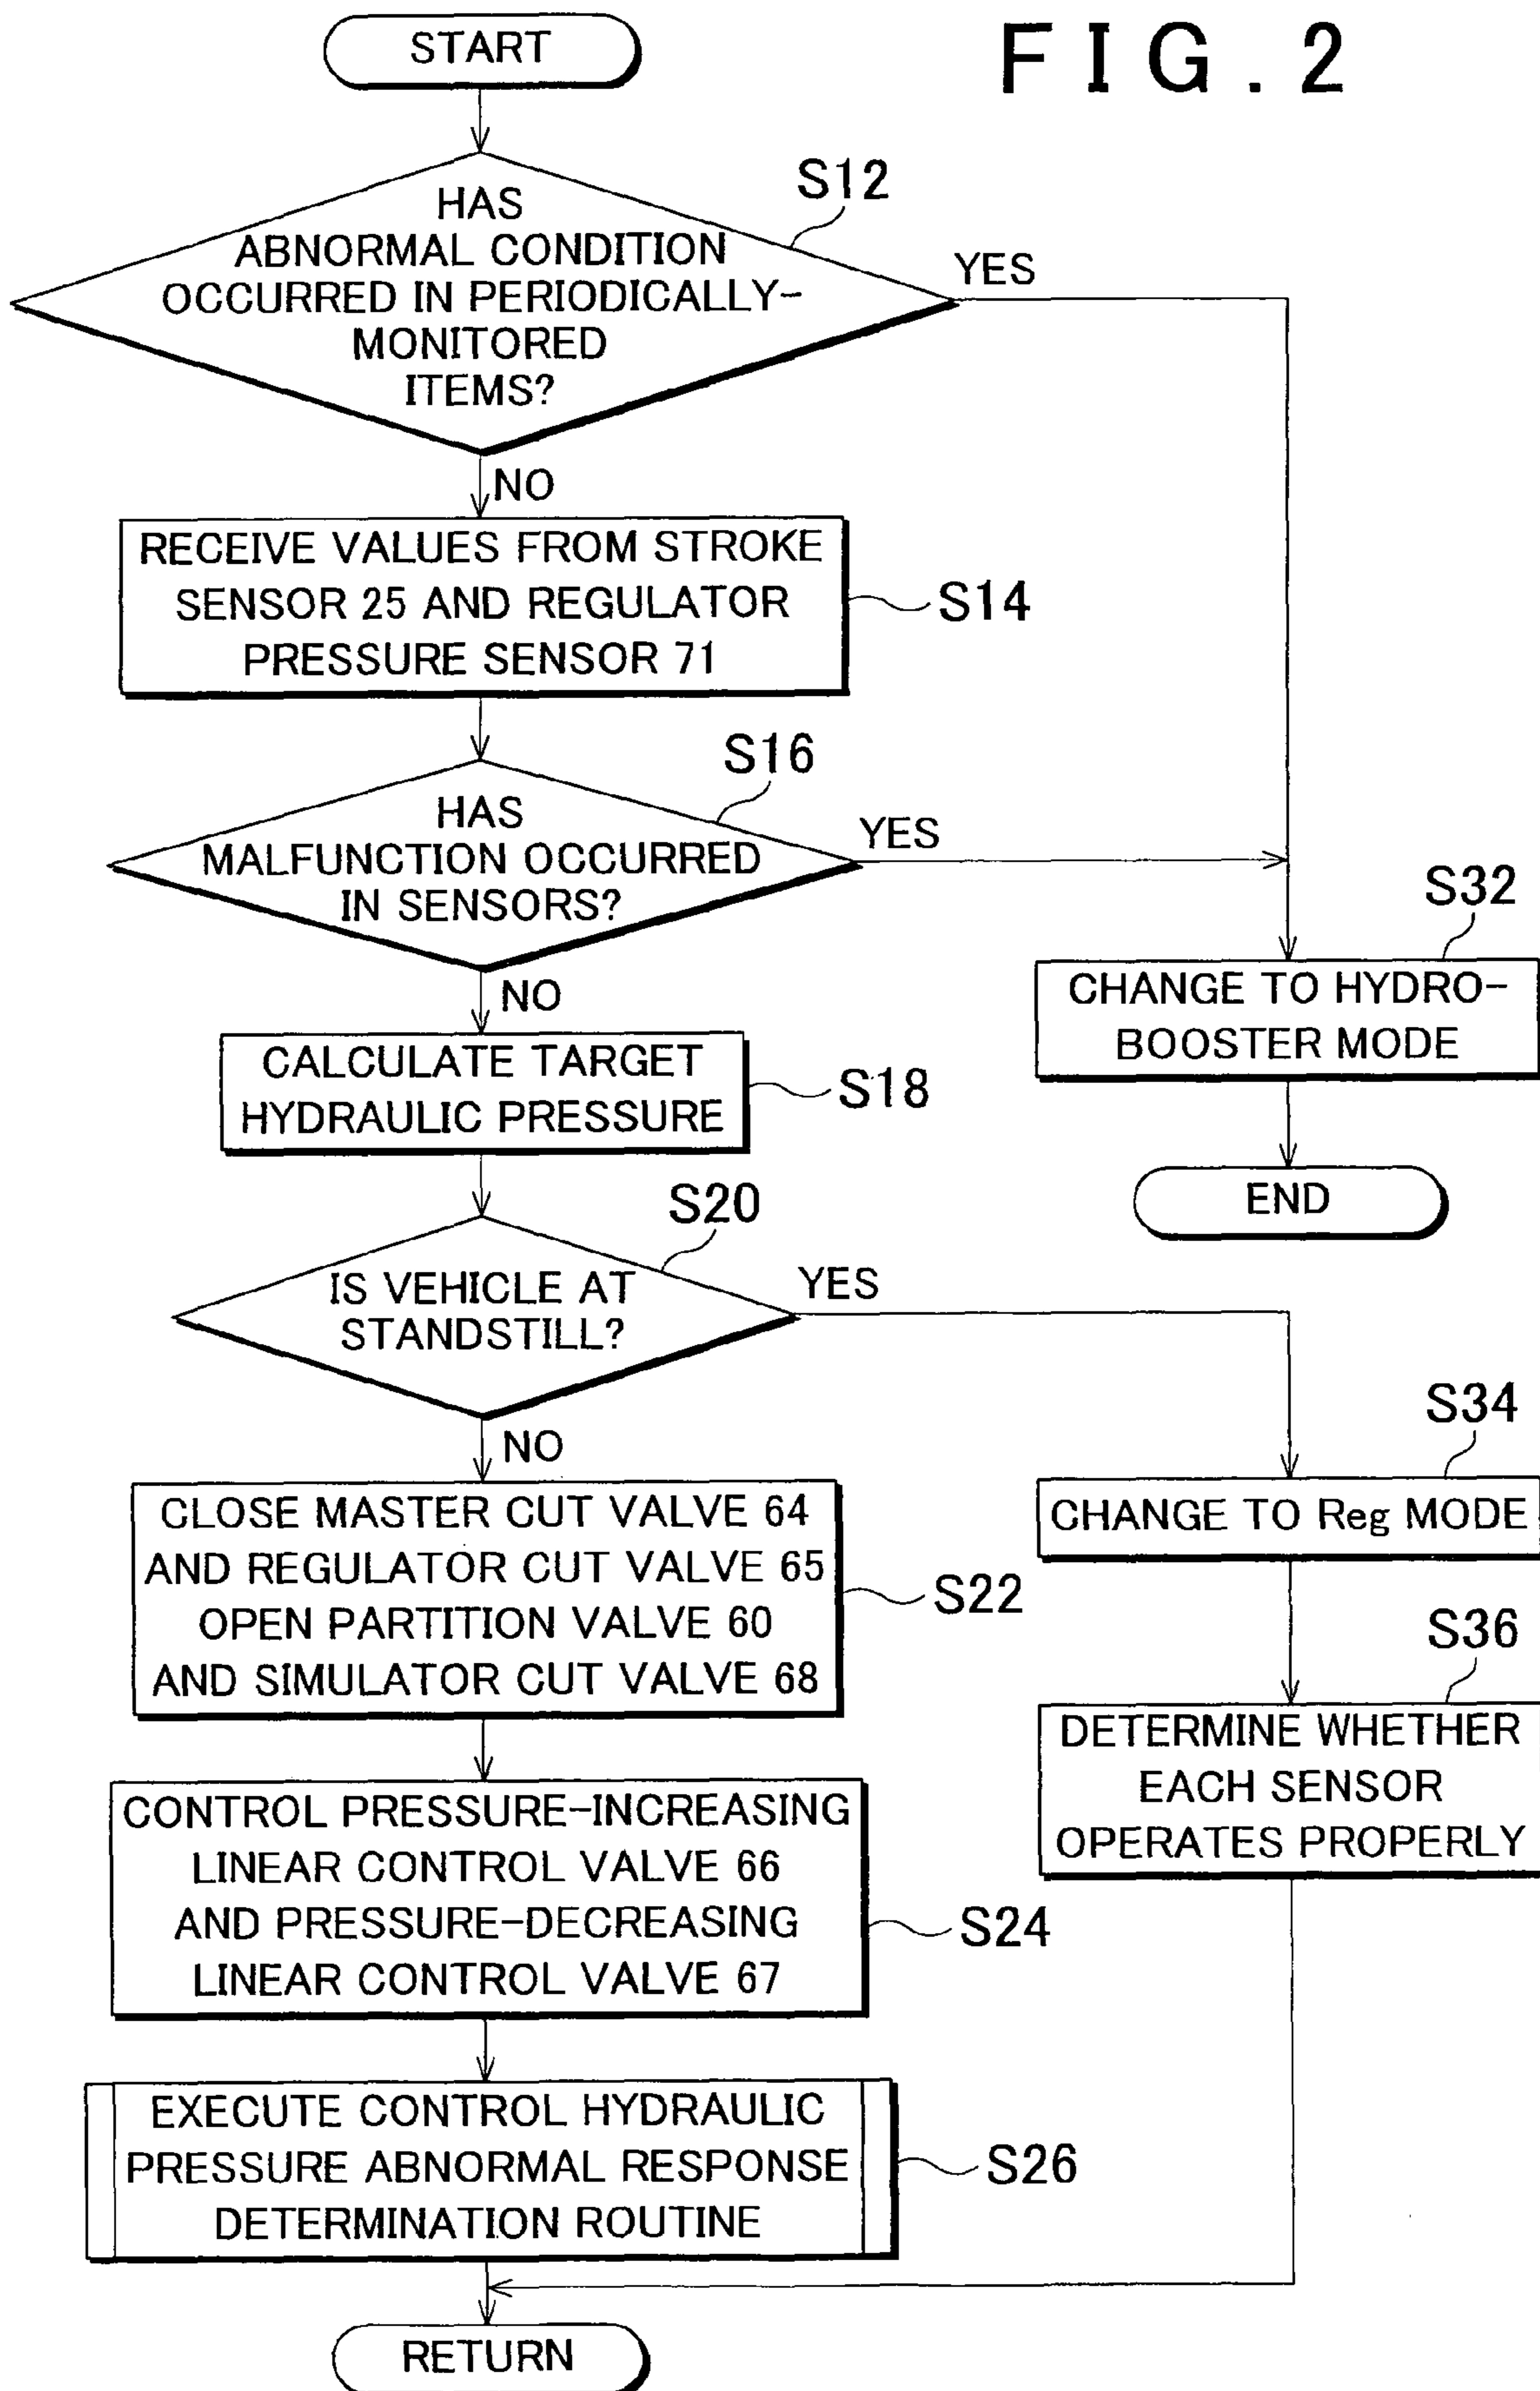 FIG.2
START
S12
HAS
ABNORMAL CONDITION
OCCURRED IN PERIODICALLY-
MONITORED
ITEMS?
YES
NO
RECEIVE VALUES FROM STROKE
SENSOR 25 AND REGULATOR
PRESSURE SENSOR 71
S14
S16
HAS
MALFUNCTION OCCURRED
IN SENSORS?
YES
NO
S32
CHANGE TO HYDRO-
BOOSTER MODE
END
CALCULATE TARGET
HYDRAULIC PRESSURE
S18
S20
IS VEHICLE AT
STANDSTILL?
YES
NO
S34
CHANGE TO Reg MODE
S36
DETERMINE WHETHER
EACH SENSOR
OPERATES PROPERLY
CLOSE MASTER CUT VALVE 64
AND REGULATOR CUT VALVE 65
OPEN PARTITION VALVE 60
AND SIMULATOR CUT VALVE 68
S22
CONTROL PRESSURE-INCREASING
LINEAR CONTROL VALVE 66
AND PRESSURE-DECREASING
LINEAR CONTROL VALVE 67
S24
EXECUTE CONTROL HYDRAULIC
PRESSURE ABNORMAL RESPONSE
DETERMINATION ROUTINE
S26
RETURN